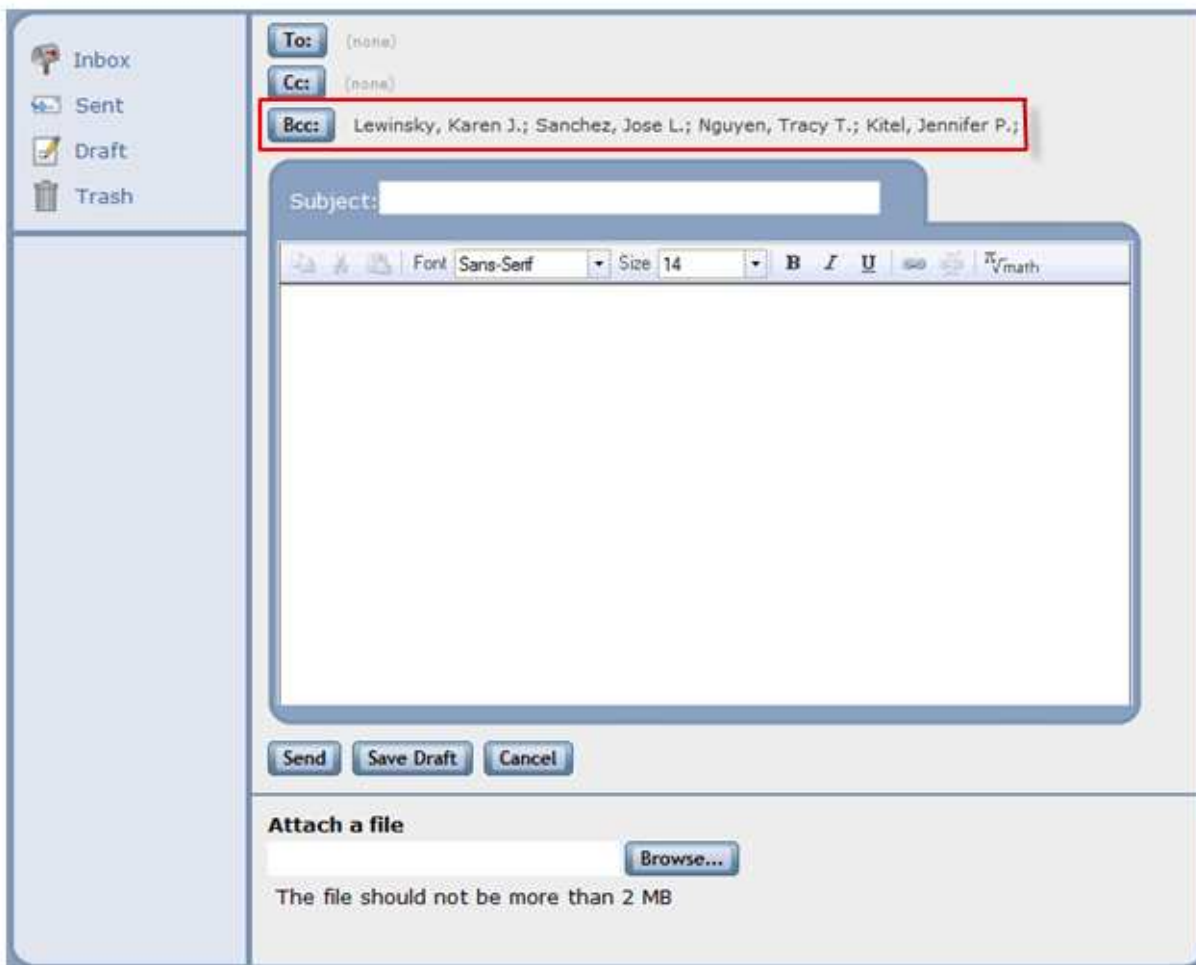 Inbox
Sent
Draft
Trash
To: (none)
Cc: (none)
Bcc: Lewinsky, Karen J.; Sanchez, Jose L.; Nguyen, Tracy T.; Kitel, Jennifer P.;
Subject:
Font Sans-Serif Size 14 B I U π√math
Send Save Draft Cancel
Attach a file
Browse...
The file should not be more than 2 MB